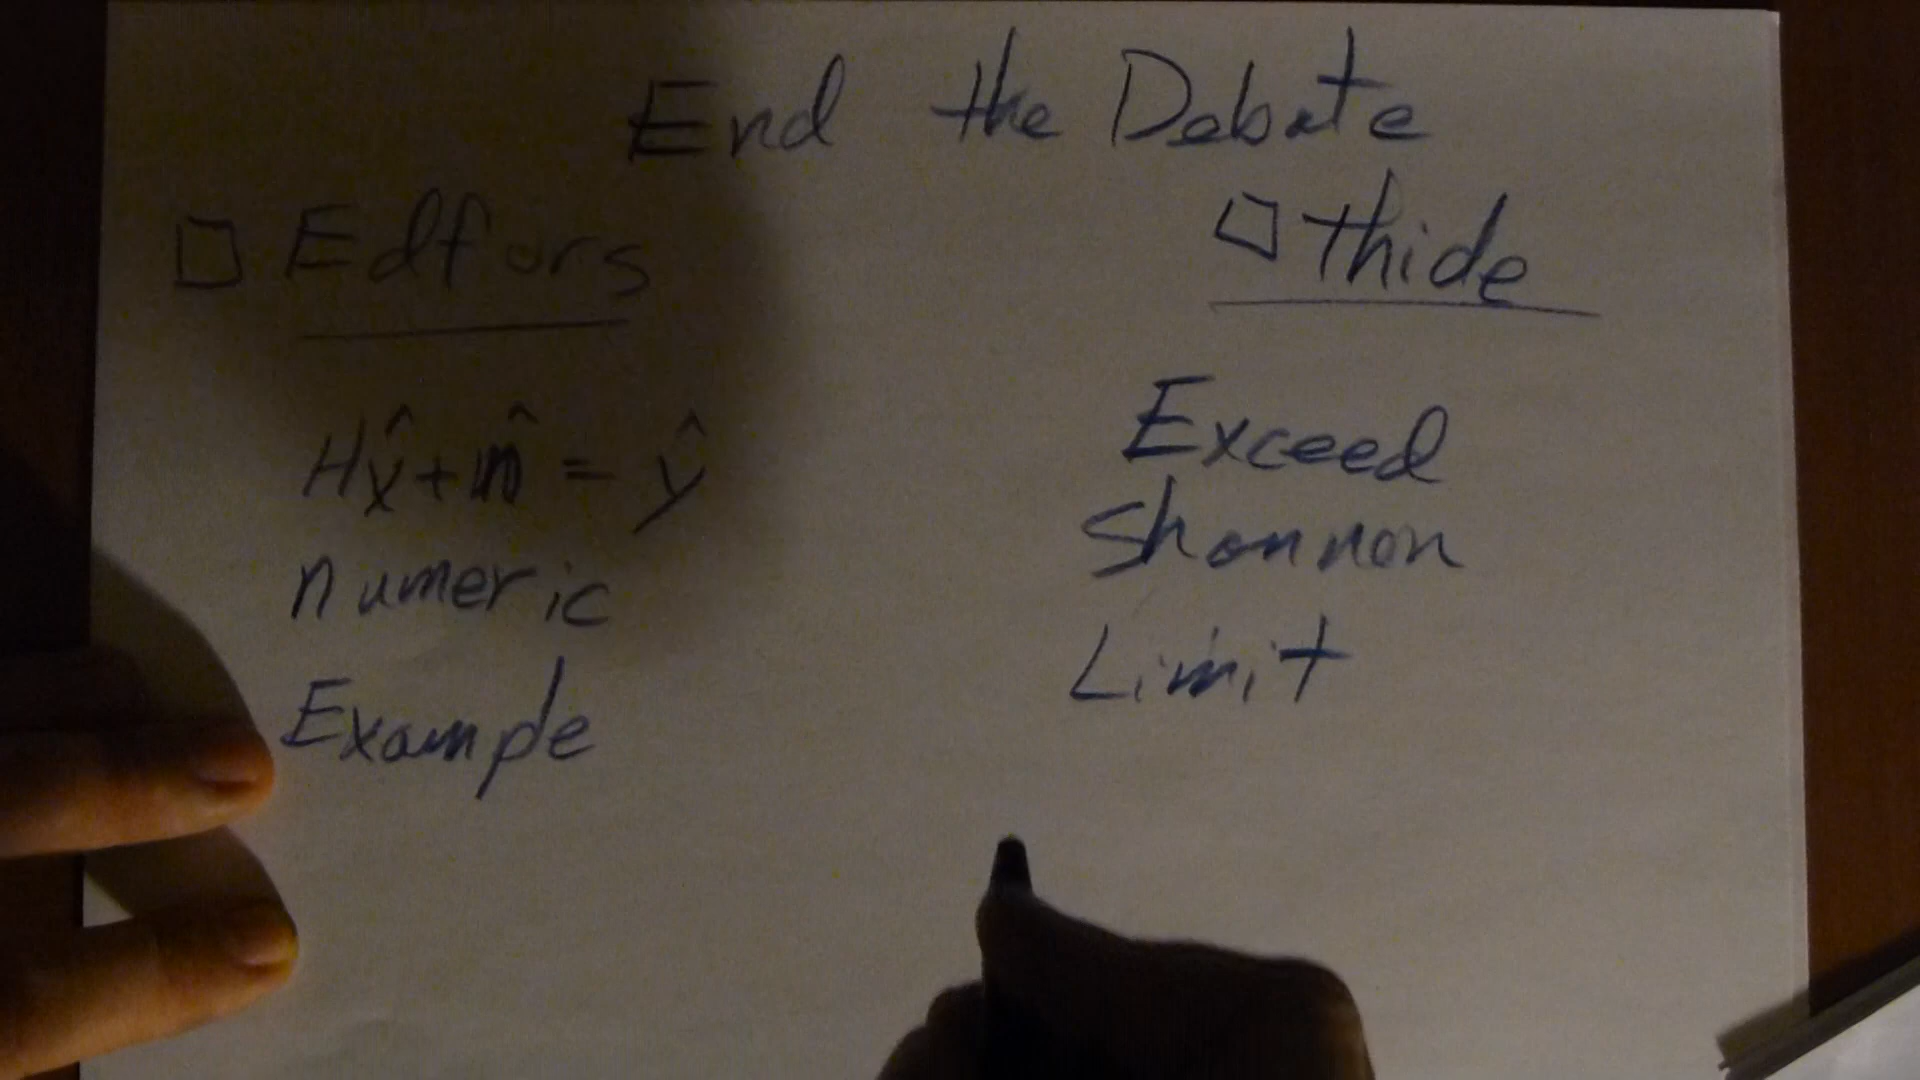 End the Debate
□ Edfors
□ Thide
Hx̂+n̂ = ŷ
numeric
Example
Exceed
Shannon
Limit